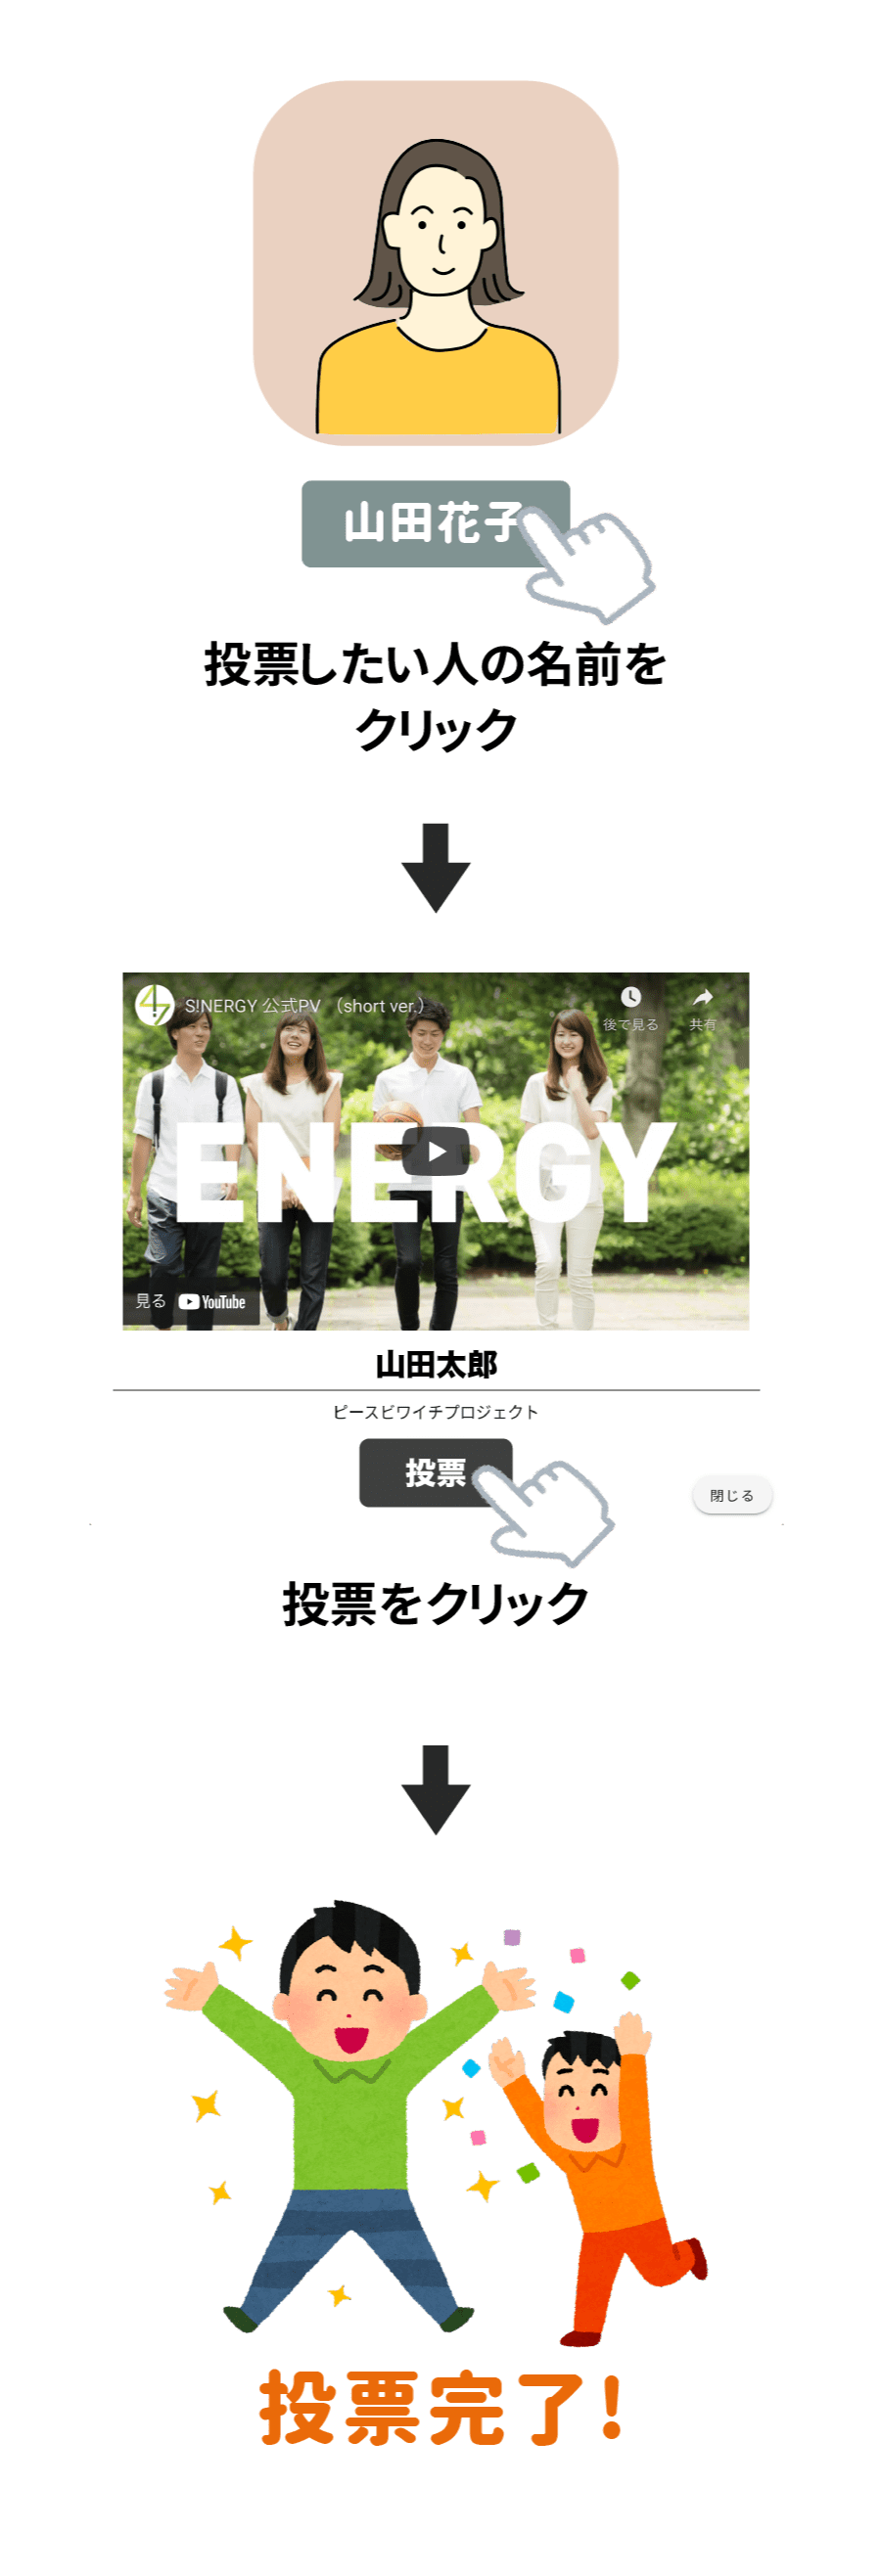 山田花子
投票したい人の名前を
クリック
S!NERGY 公式PV （short ver.）
後で見る
共有
ENERGY
見る YouTube
山田太郎
ピースビワイチプロジェクト
投票
閉じる
投票をクリック
投票完了!